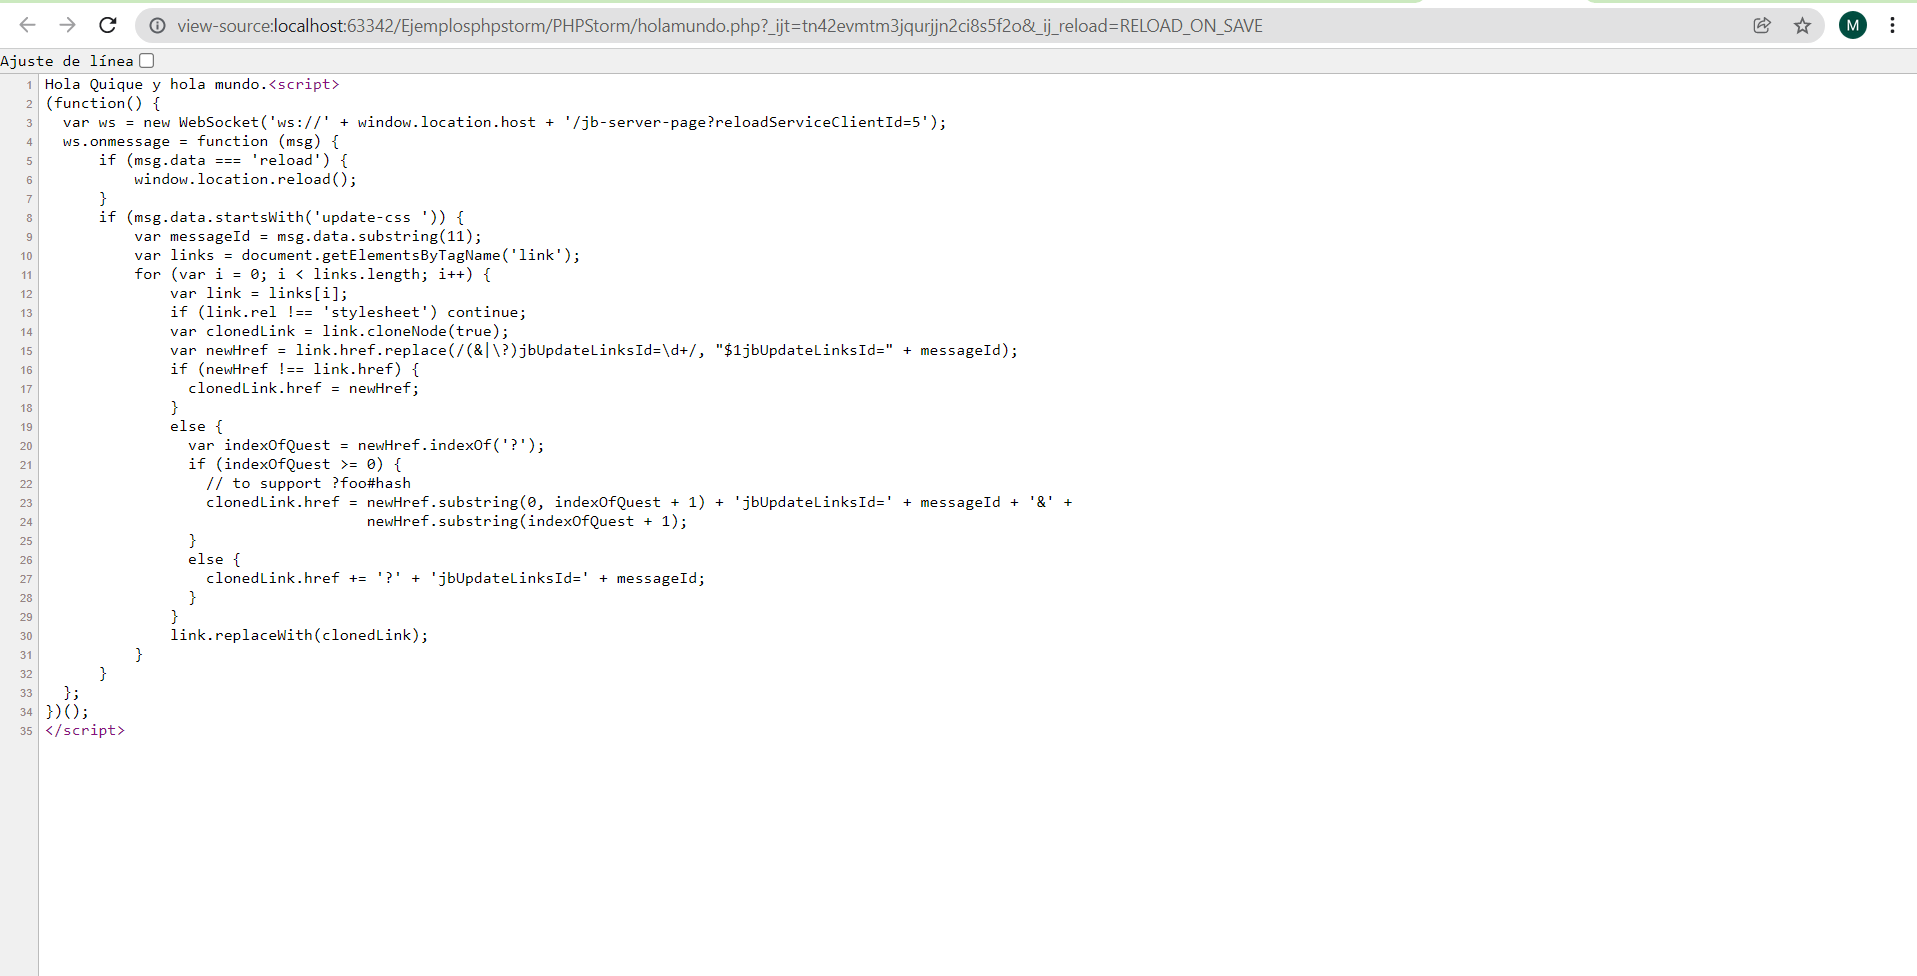 view-source:localhost:63342/Ejemplosphpstorm/PHPStorm/holamundo.php?_ijt=tn42evmtm3jqurjjn2ci8s5f2o&_ij_reload=RELOAD_ON_SAVE
M
Ajuste de línea
1 Hola Quique y hola mundo.<script>
2 (function() {
3   var ws = new WebSocket('ws://' + window.location.host + '/jb-server-page?reloadServiceClientId=5');
4   ws.onmessage = function (msg) {
5       if (msg.data === 'reload') {
6           window.location.reload();
7       }
8       if (msg.data.startsWith('update-css ')) {
9           var messageId = msg.data.substring(11);
10           var links = document.getElementsByTagName('link');
11           for (var i = 0; i < links.length; i++) {
12               var link = links[i];
13               if (link.rel !== 'stylesheet') continue;
14               var clonedLink = link.cloneNode(true);
15               var newHref = link.href.replace(/(&|\?)jbUpdateLinksId=\d+/, "$1jbUpdateLinksId=" + messageId);
16               if (newHref !== link.href) {
17                 clonedLink.href = newHref;
18               }
19               else {
20                 var indexOfQuest = newHref.indexOf('?');
21                 if (indexOfQuest >= 0) {
22                   // to support ?foo#hash
23                   clonedLink.href = newHref.substring(0, indexOfQuest + 1) + 'jbUpdateLinksId=' + messageId + '&' +
24                                     newHref.substring(indexOfQuest + 1);
25                 }
26                 else {
27                   clonedLink.href += '?' + 'jbUpdateLinksId=' + messageId;
28                 }
29               }
30               link.replaceWith(clonedLink);
31           }
32       }
33   };
34 })();
35 </script>